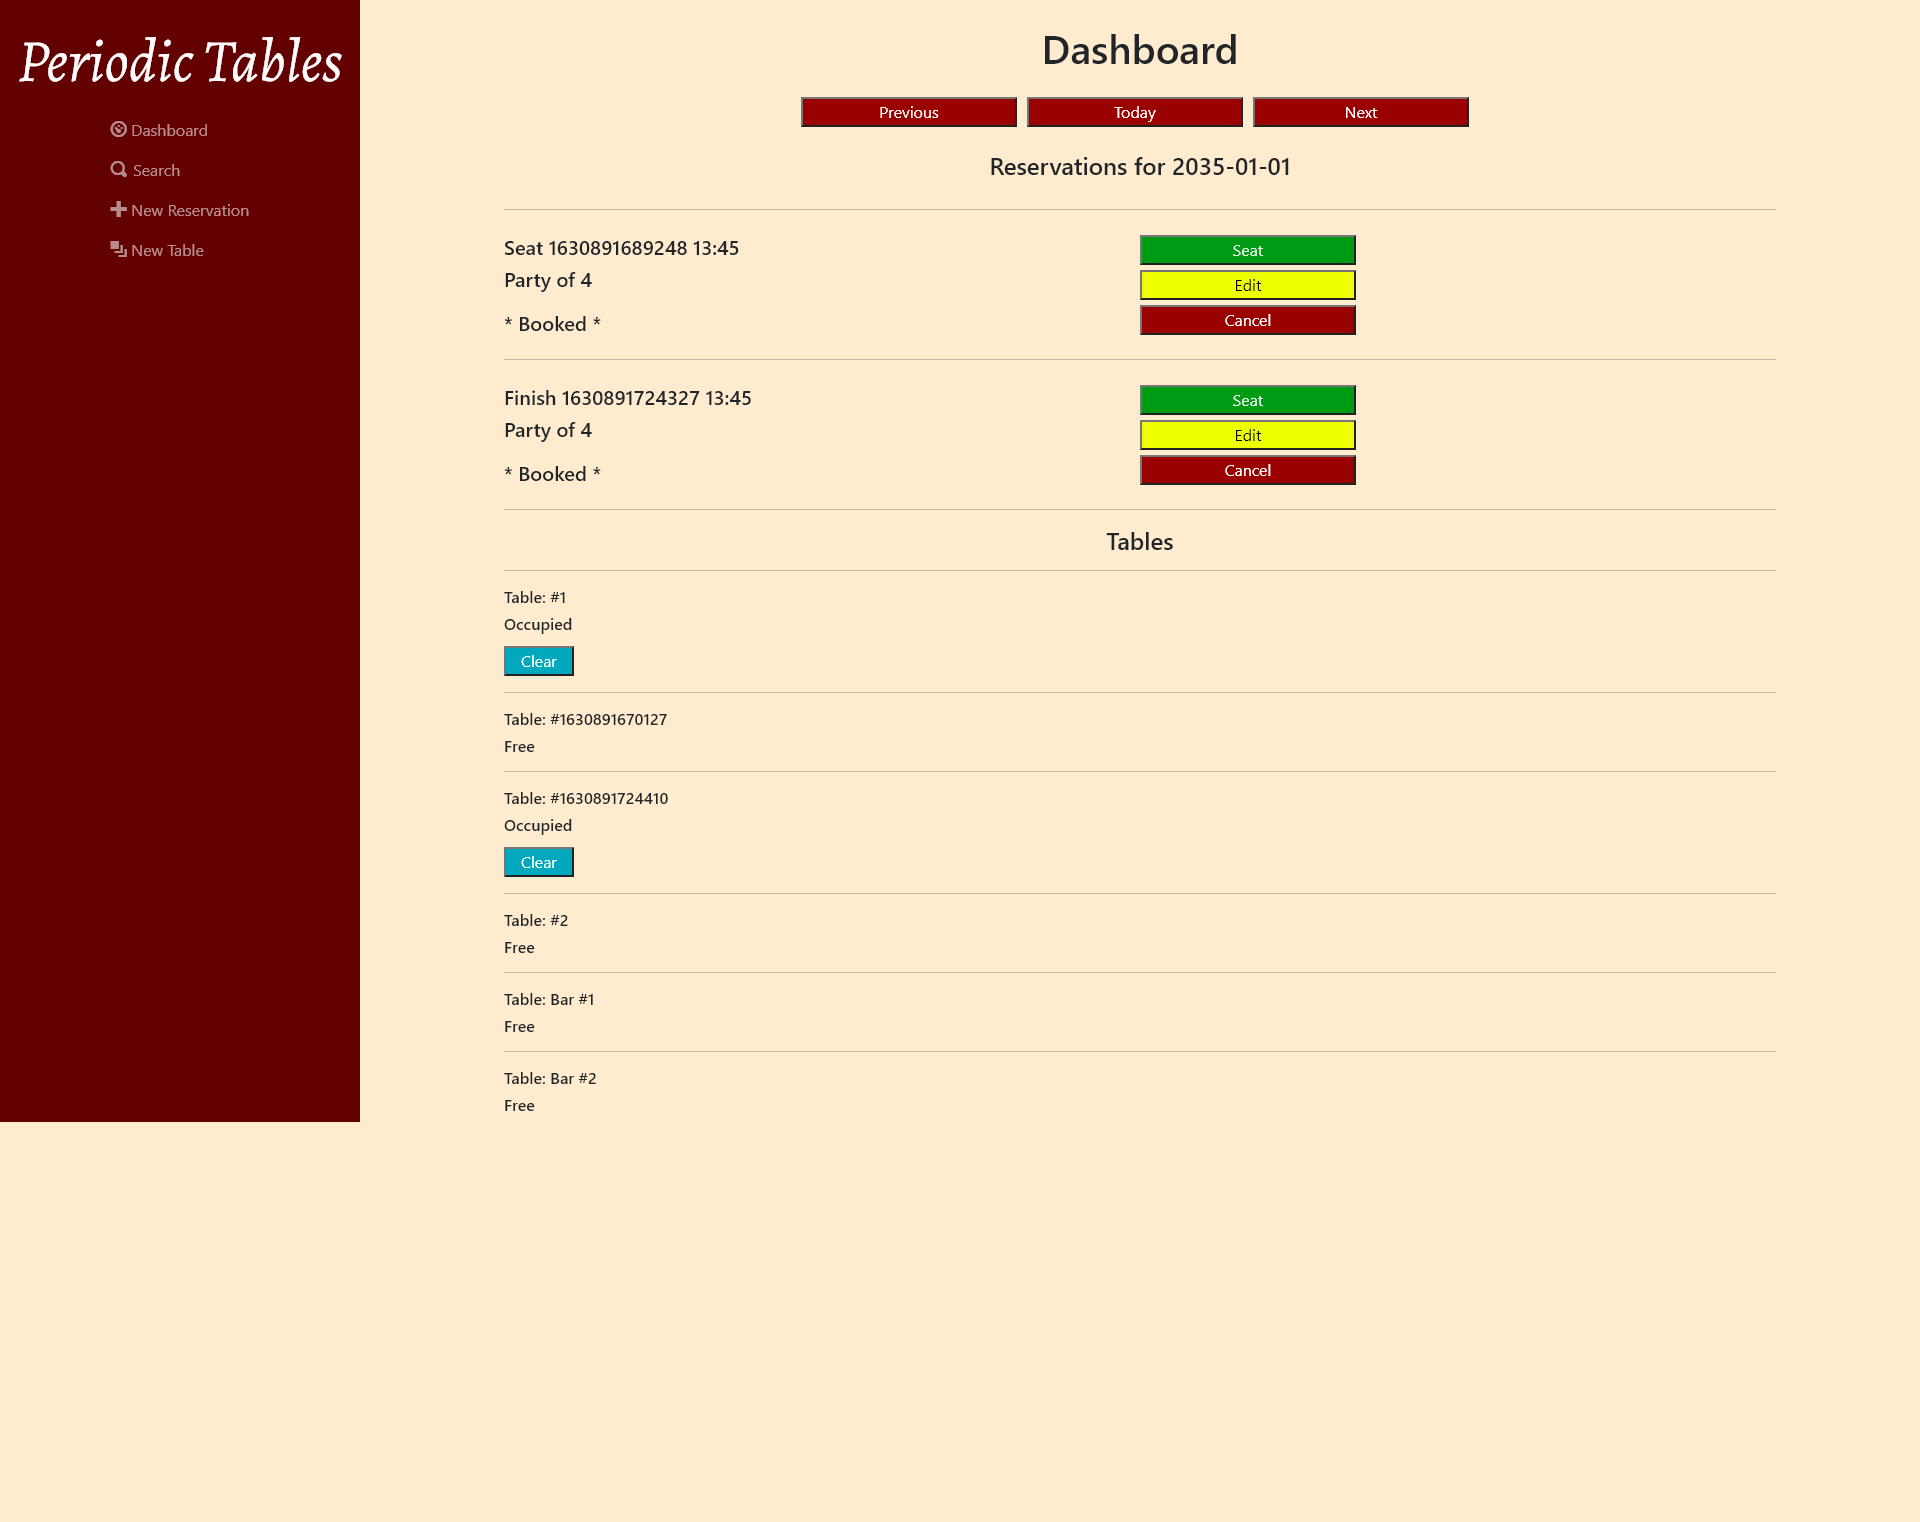 Periodic Tables
Dashboard
Search
New Reservation
New Table
Dashboard
Previous Today Next
Reservations for 2035-01-01
Seat 1630891689248 13:45
Party of 4
* Booked *
Seat
Edit
Cancel
Finish 1630891724327 13:45
Party of 4
* Booked *
Seat
Edit
Cancel
Tables
Table: #1
Occupied
Clear
Table: #1630891670127
Free
Table: #1630891724410
Occupied
Clear
Table: #2
Free
Table: Bar #1
Free
Table: Bar #2
Free